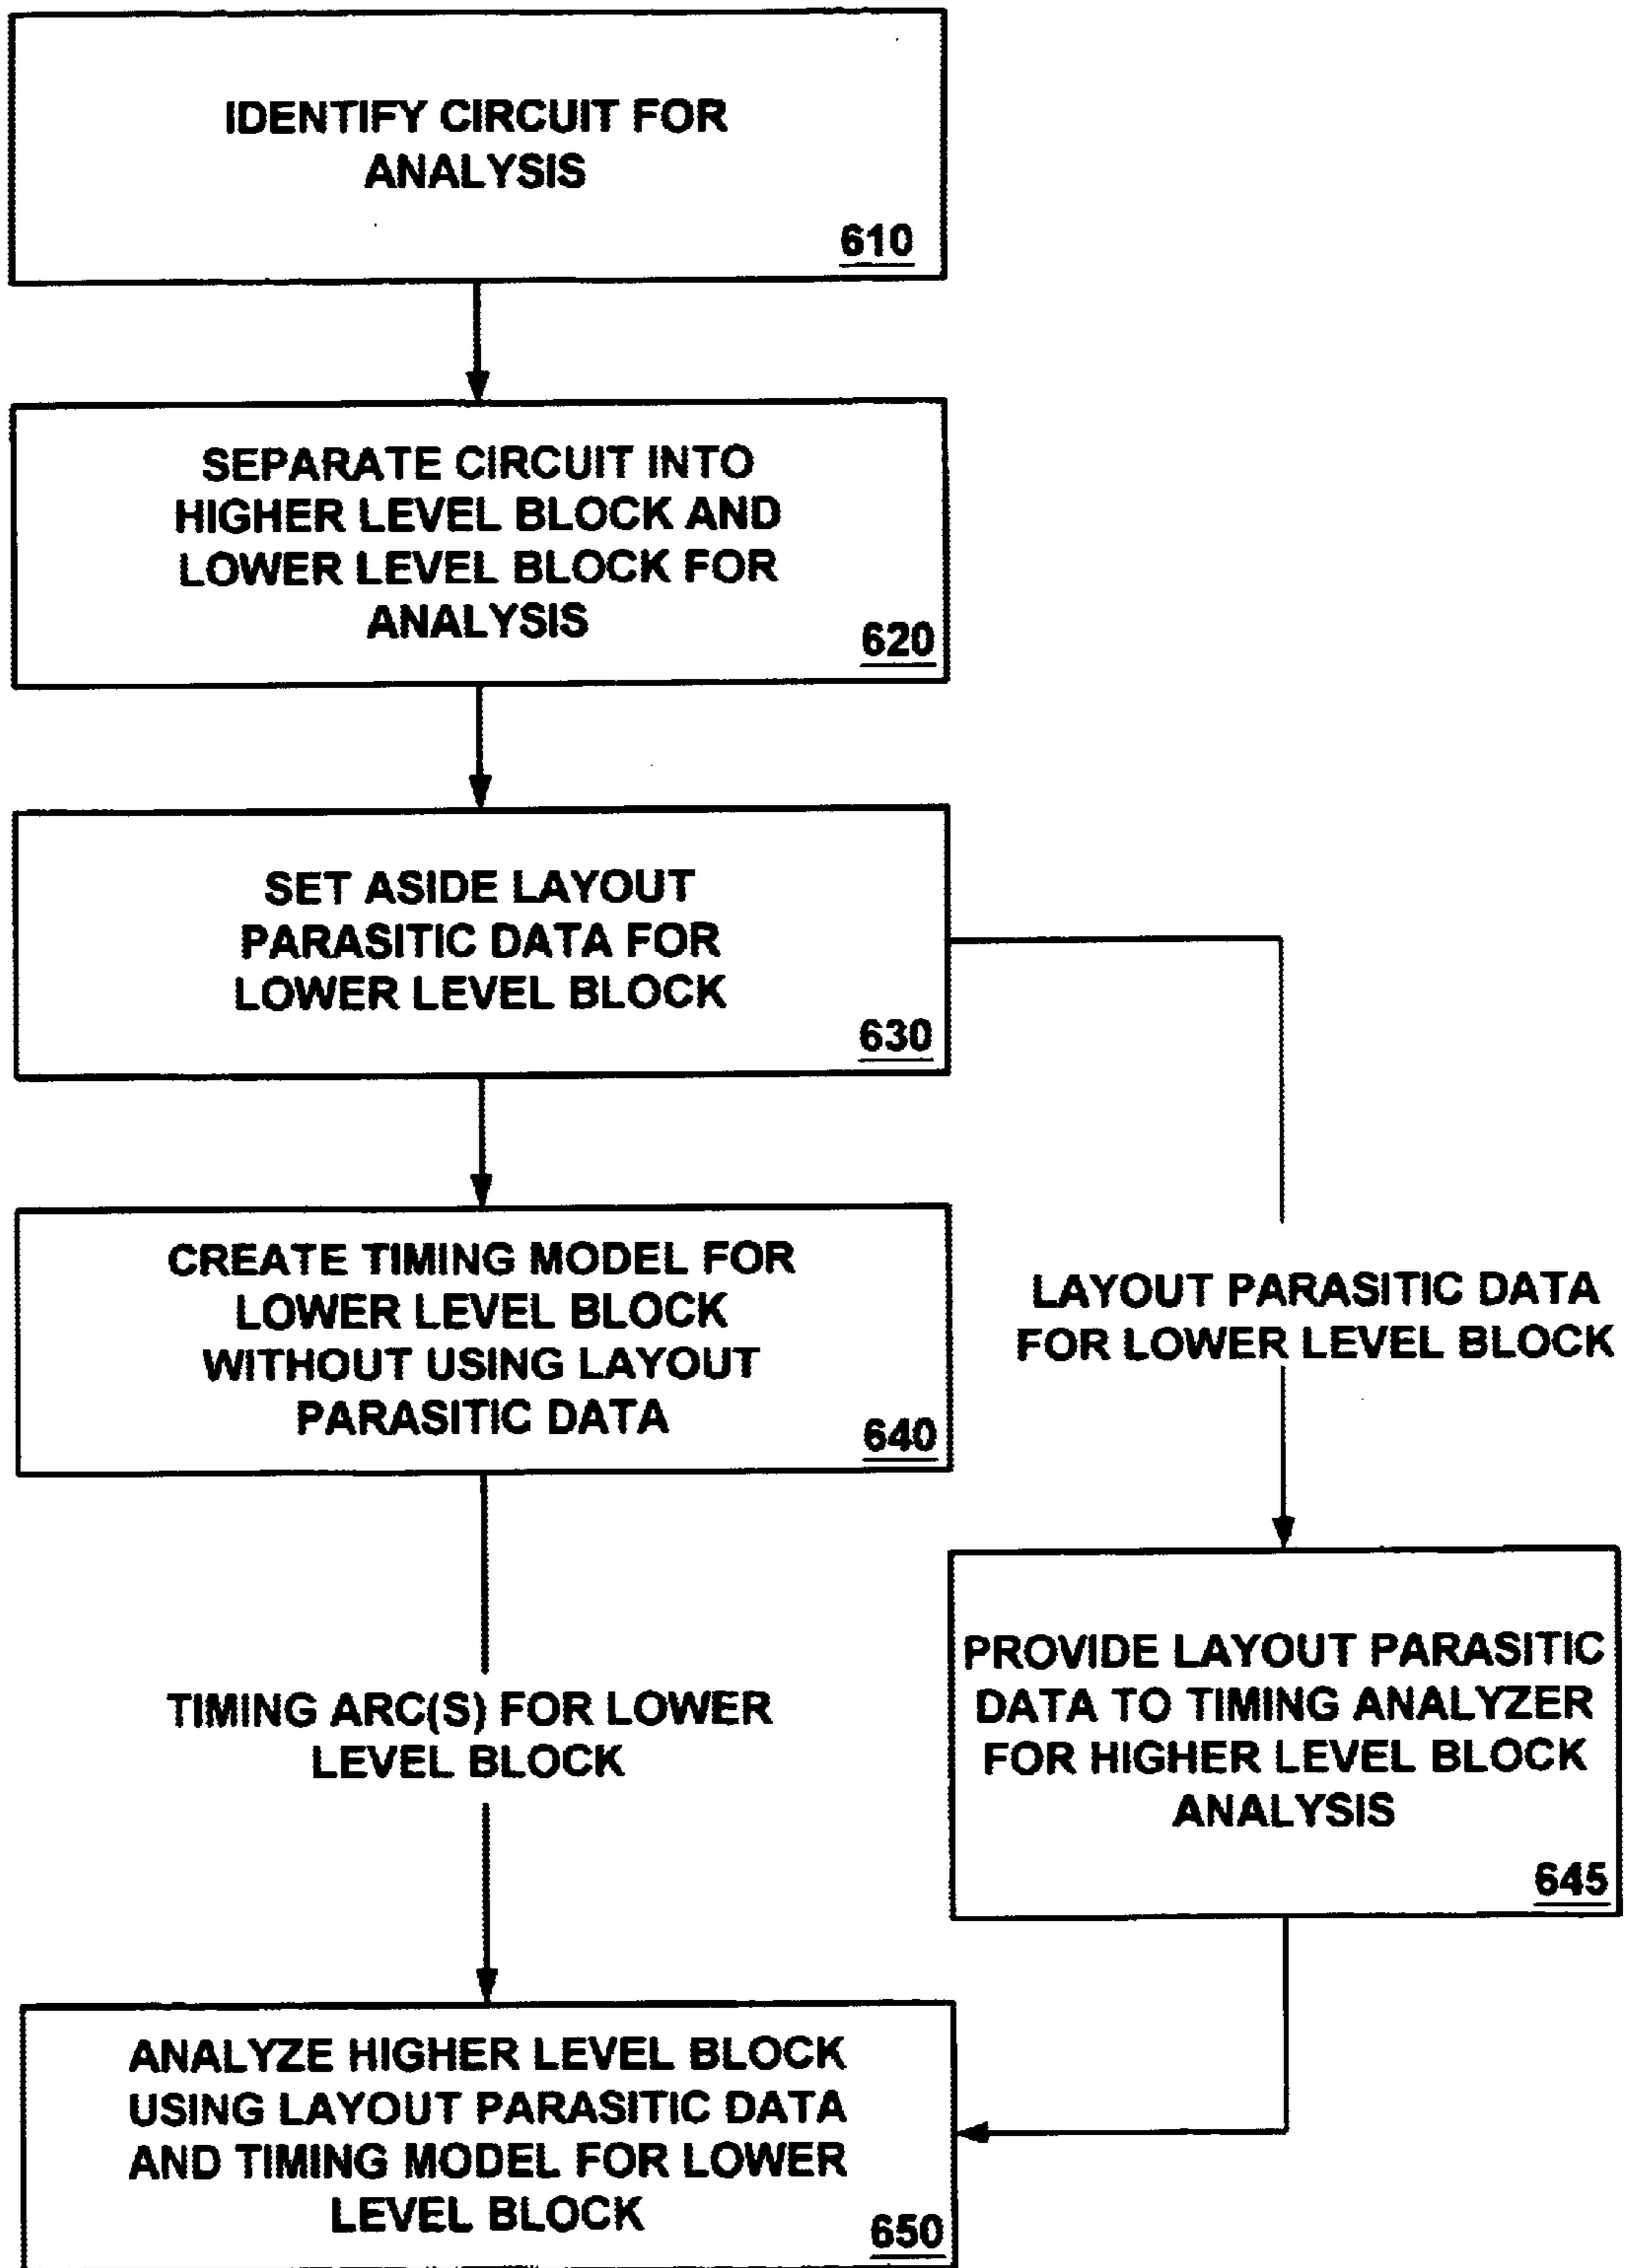 IDENTIFY CIRCUIT FOR
ANALYSIS
610
SEPARATE CIRCUIT INTO
HIGHER LEVEL BLOCK AND
LOWER LEVEL BLOCK FOR
ANALYSIS
620
SET ASIDE LAYOUT
PARASITIC DATA FOR
LOWER LEVEL BLOCK
630
CREATE TIMING MODEL FOR
LOWER LEVEL BLOCK
WITHOUT USING LAYOUT
PARASITIC DATA
640
LAYOUT PARASITIC DATA
FOR LOWER LEVEL BLOCK
TIMING ARC(S) FOR LOWER
LEVEL BLOCK
PROVIDE LAYOUT PARASITIC
DATA TO TIMING ANALYZER
FOR HIGHER LEVEL BLOCK
ANALYSIS
645
ANALYZE HIGHER LEVEL BLOCK
USING LAYOUT PARASITIC DATA
AND TIMING MODEL FOR LOWER
LEVEL BLOCK
650